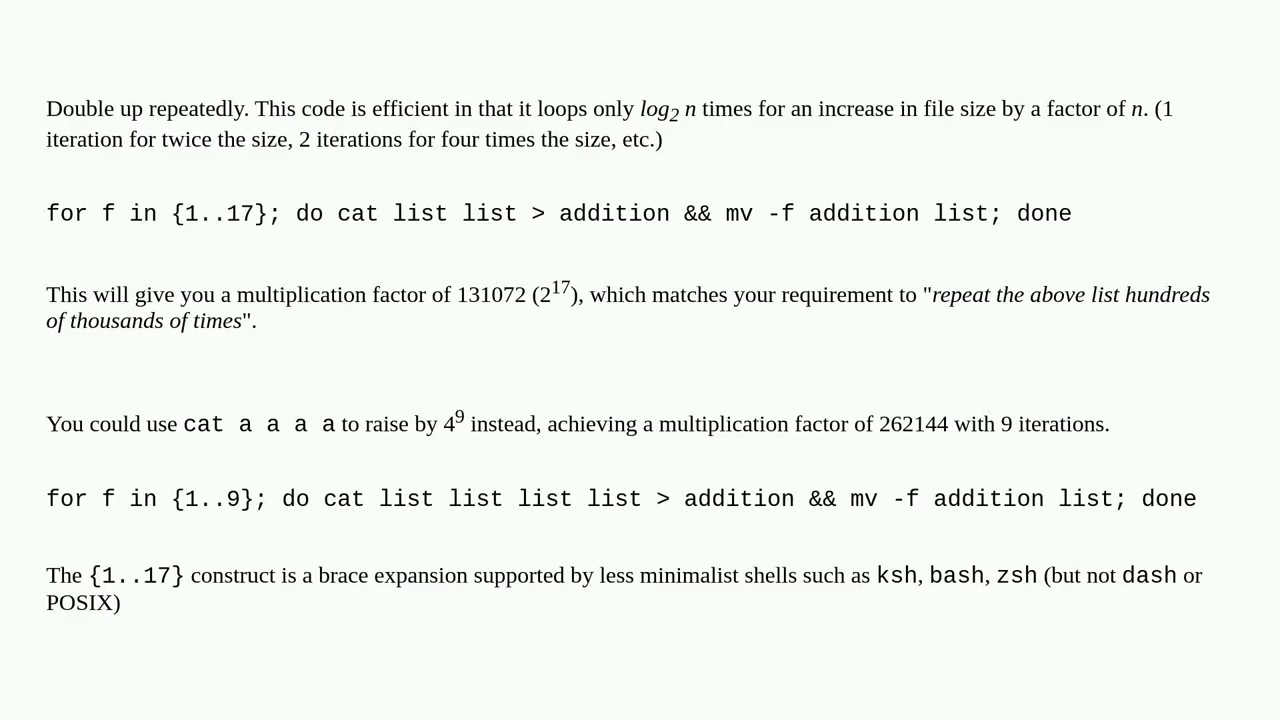 Double up repeatedly. This code is efficient in that it loops only log₂ n times for an increase in file size by a factor of n. (1
iteration for twice the size, 2 iterations for four times the size, etc.)
for f in {1..17}; do cat list list > addition && mv -f addition list; done
This will give you a multiplication factor of 131072 (2¹⁷), which matches your requirement to "repeat the above list hundreds
of thousands of times".
You could use cat a a a a to raise by 4⁹ instead, achieving a multiplication factor of 262144 with 9 iterations.
for f in {1..9}; do cat list list list list > addition && mv -f addition list; done
The {1..17} construct is a brace expansion supported by less minimalist shells such as ksh, bash, zsh (but not dash or
POSIX)